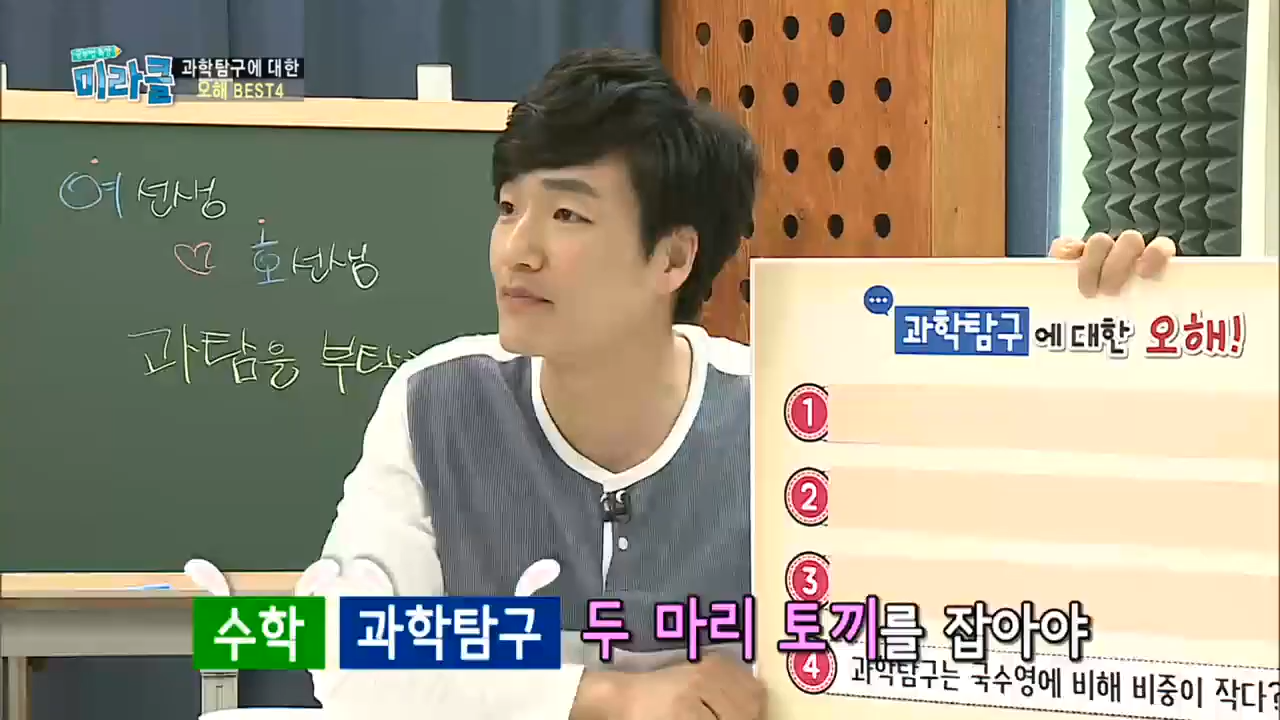 미라클
과학탐구에 대한
오해 BEST4
여선생
♡ 호선생
과탐을 부탁
과학탐구에 대한 오해!
1
2
3
4 과학탐구는 국수영에 비해 비중이 작다?
수학 과학탐구 두 마리 토끼를 잡아야